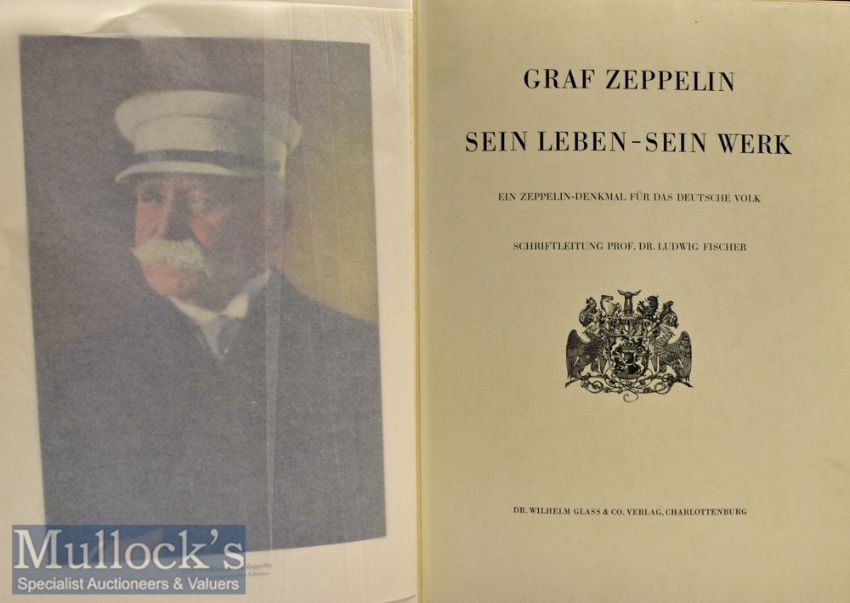 Zeppelin
Mullock's
Specialist Auctioneers & Valuers
GRAF ZEPPELIN
SEIN LEBEN – SEIN WERK
EIN ZEPPELIN-DENKMAL FÜR DAS DEUTSCHE VOLK
SCHRIFTLEITUNG PROF. DR. LUDWIG FISCHER
DR. WILHELM GLASS & CO. VERLAG, CHARLOTTENBURG